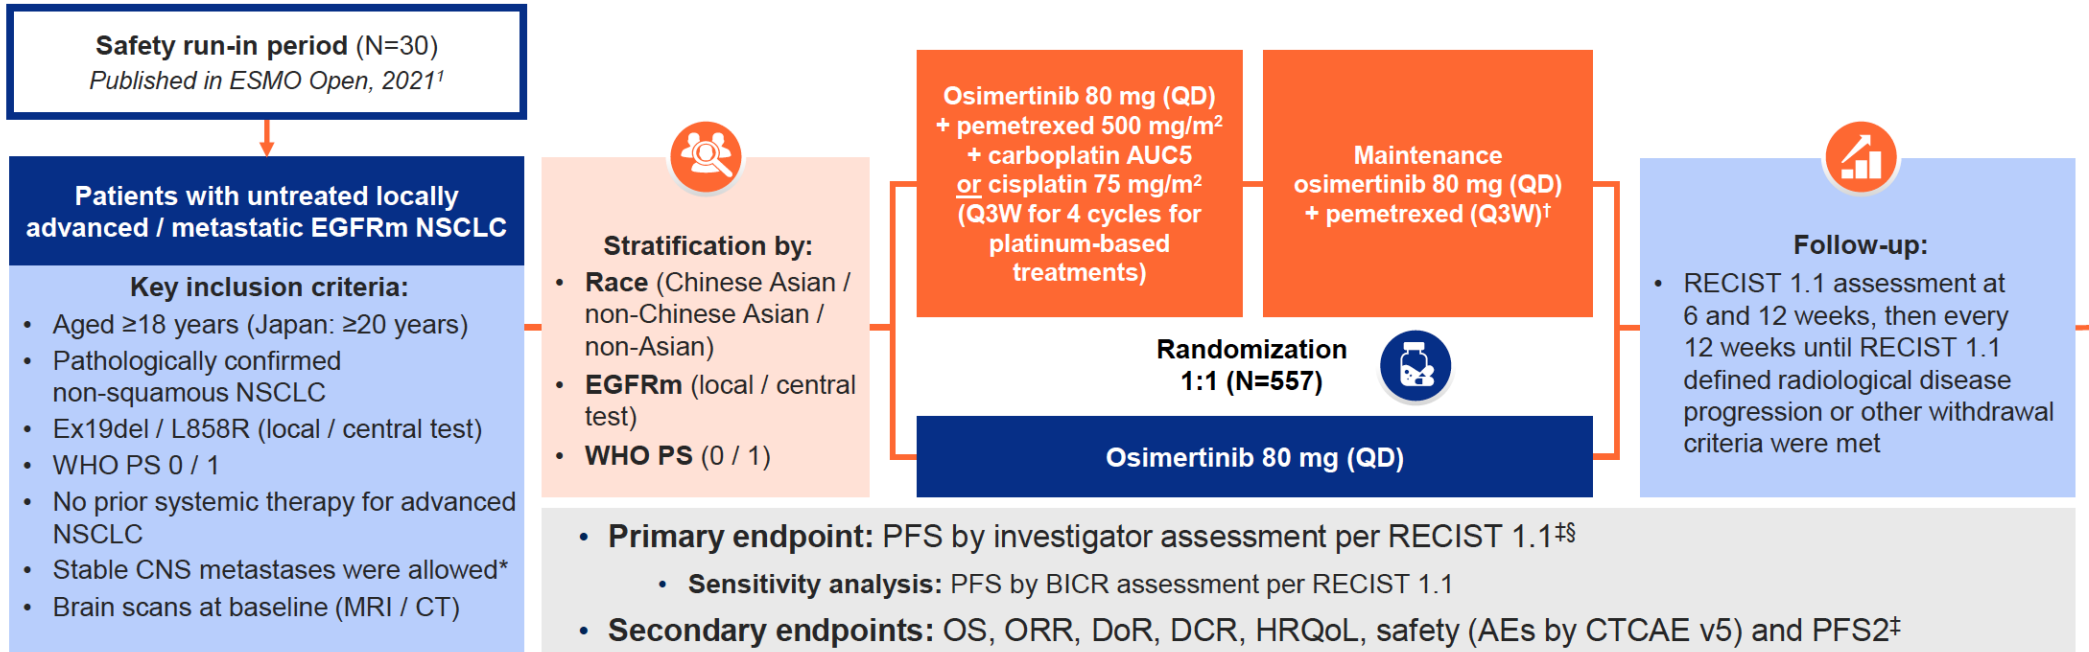 Safety run-in period (N=30)
Published in ESMO Open, 2021¹
Patients with untreated locally
advanced / metastatic EGFRm NSCLC
Key inclusion criteria:
• Aged ≥18 years (Japan: ≥20 years)
• Pathologically confirmed
non-squamous NSCLC
• Ex19del / L858R (local / central test)
• WHO PS 0 / 1
• No prior systemic therapy for advanced
NSCLC
• Stable CNS metastases were allowed*
• Brain scans at baseline (MRI / CT)
Stratification by:
• Race (Chinese Asian /
non-Chinese Asian /
non-Asian)
• EGFRm (local / central
test)
• WHO PS (0 / 1)
Osimertinib 80 mg (QD)
+ pemetrexed 500 mg/m²
+ carboplatin AUC5
or cisplatin 75 mg/m²
(Q3W for 4 cycles for
platinum-based
treatments)
Maintenance
osimertinib 80 mg (QD)
+ pemetrexed (Q3W)†
Randomization
1:1 (N=557)
Osimertinib 80 mg (QD)
Follow-up:
• RECIST 1.1 assessment at
6 and 12 weeks, then every
12 weeks until RECIST 1.1
defined radiological disease
progression or other withdrawal
criteria were met
• Primary endpoint: PFS by investigator assessment per RECIST 1.1‡§
• Sensitivity analysis: PFS by BICR assessment per RECIST 1.1
• Secondary endpoints: OS, ORR, DoR, DCR, HRQoL, safety (AEs by CTCAE v5) and PFS2‡